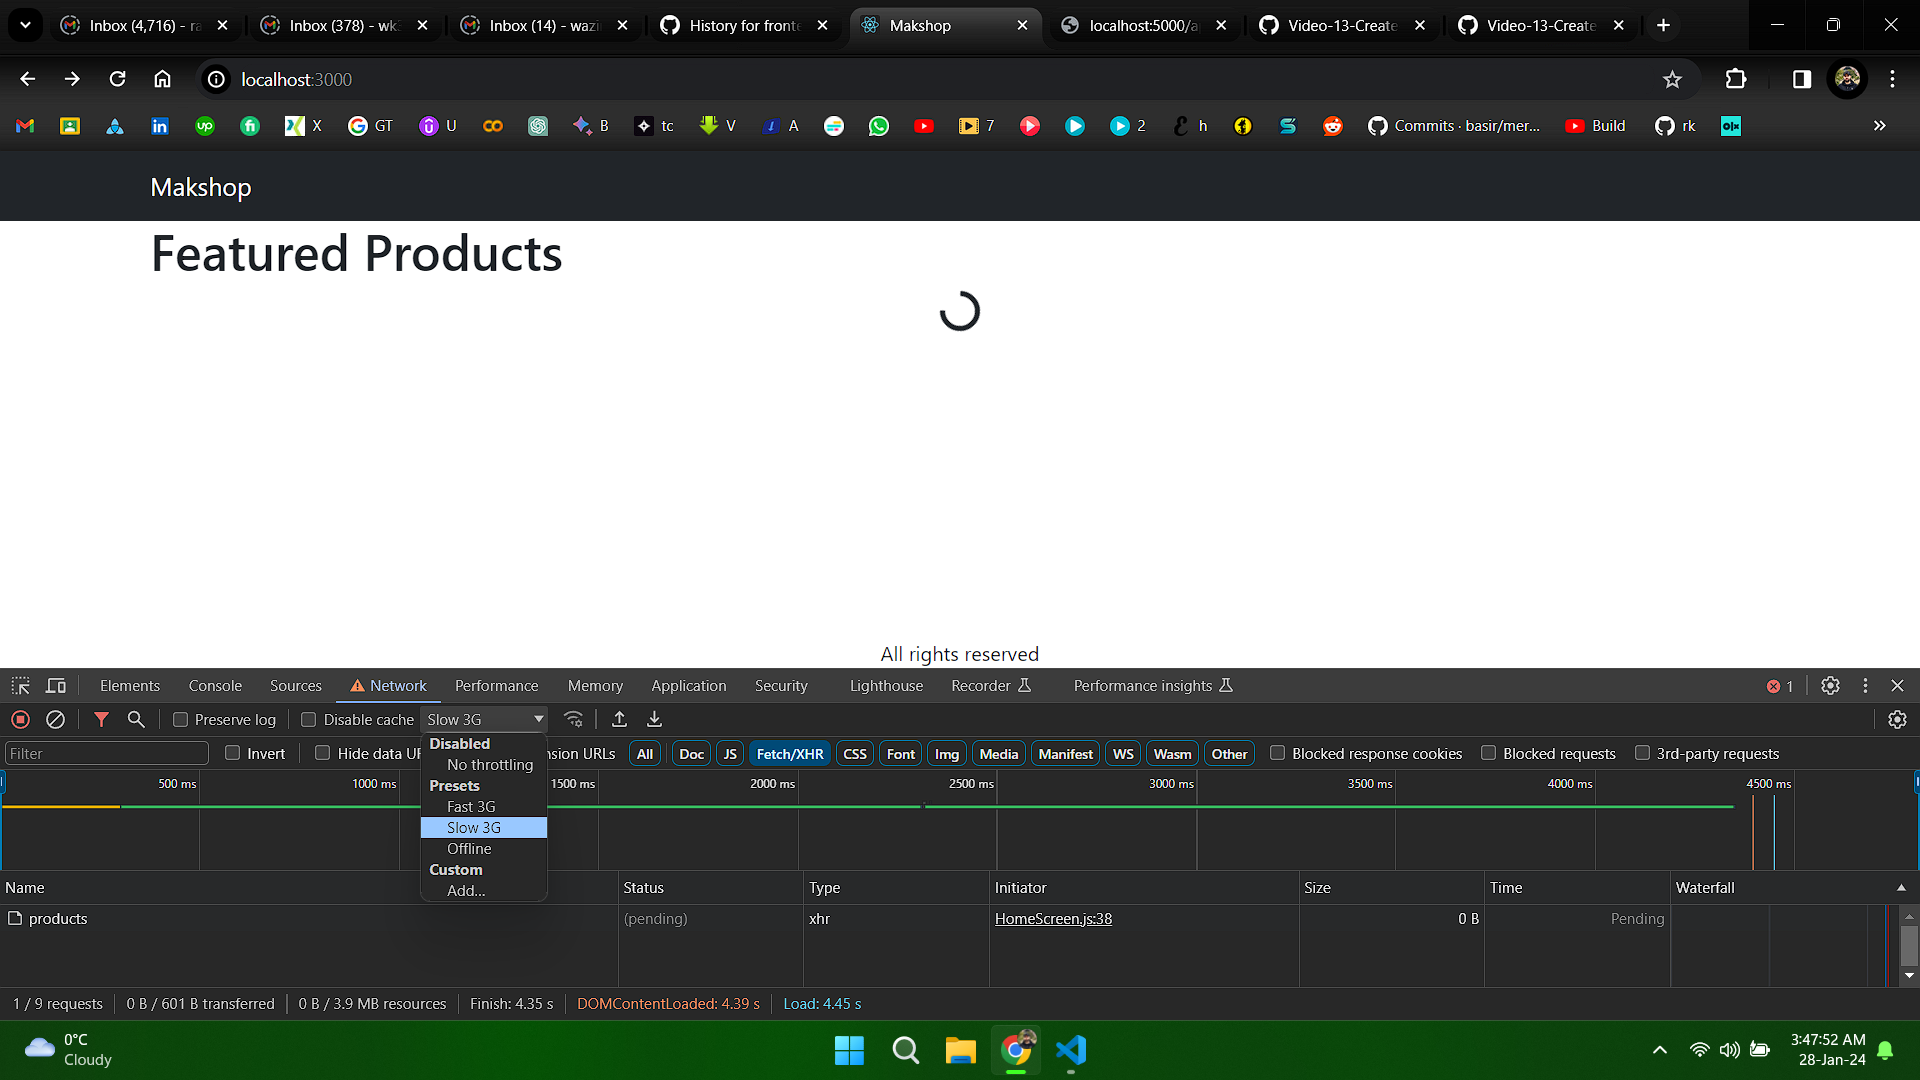 Inbox (4,716) - ra
Inbox (378) - wk
Inbox (14) - wazi
History for fronte
Makshop
localhost:5000/a
Video-13-Create
Video-13-Create
localhost:3000
X
GT
U
B
tc
V
A
7
2
h
Commits · basir/mer...
Build
rk
olx
Makshop
Featured Products
All rights reserved
Elements Console Sources Network Performance Memory Application Security Lighthouse Recorder Performance insights 1
Preserve log Disable cache Slow 3G
Filter Invert Hide data UR nsion URLs All Doc JS Fetch/XHR CSS Font Img Media Manifest WS Wasm Other Blocked response cookies Blocked requests 3rd-party requests
Disabled
No throttling
Presets
Fast 3G
Slow 3G
Offline
Custom
Add...
500 ms 1000 ms 1500 ms 2000 ms 2500 ms 3000 ms 3500 ms 4000 ms 4500 ms
Name Status Type Initiator Size Time Waterfall
products (pending) xhr HomeScreen.js:38 0 B Pending
1 / 9 requests 0 B / 601 B transferred 0 B / 3.9 MB resources Finish: 4.35 s DOMContentLoaded: 4.39 s Load: 4.45 s
0°C
Cloudy
3:47:52 AM
28-Jan-24